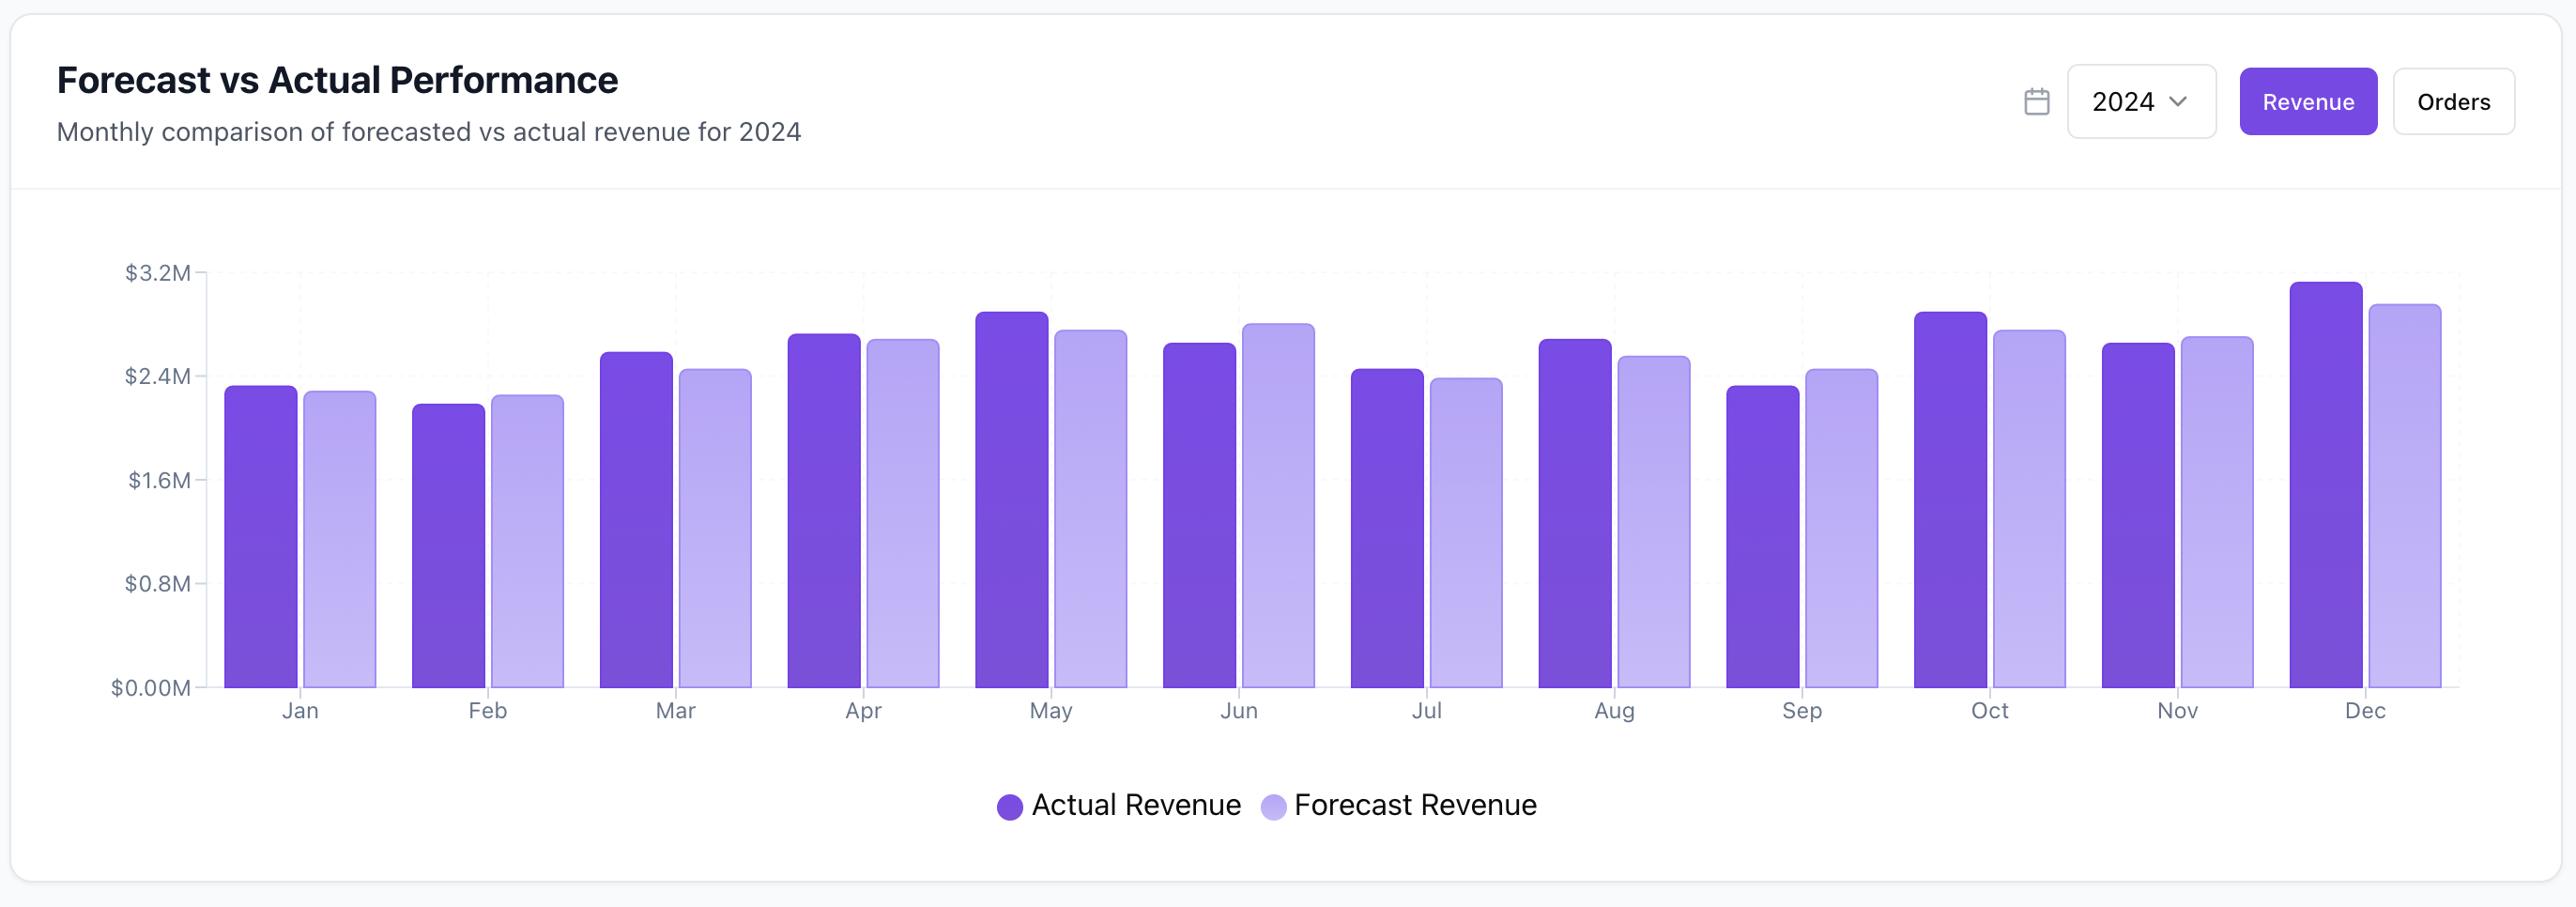 Forecast vs Actual Performance
Monthly comparison of forecasted vs actual revenue for 2024
2024
Revenue
Orders
$3.2M
$2.4M
$1.6M
$0.8M
$0.00M
Jan Feb Mar Apr May Jun Jul Aug Sep Oct Nov Dec
Actual Revenue Forecast Revenue